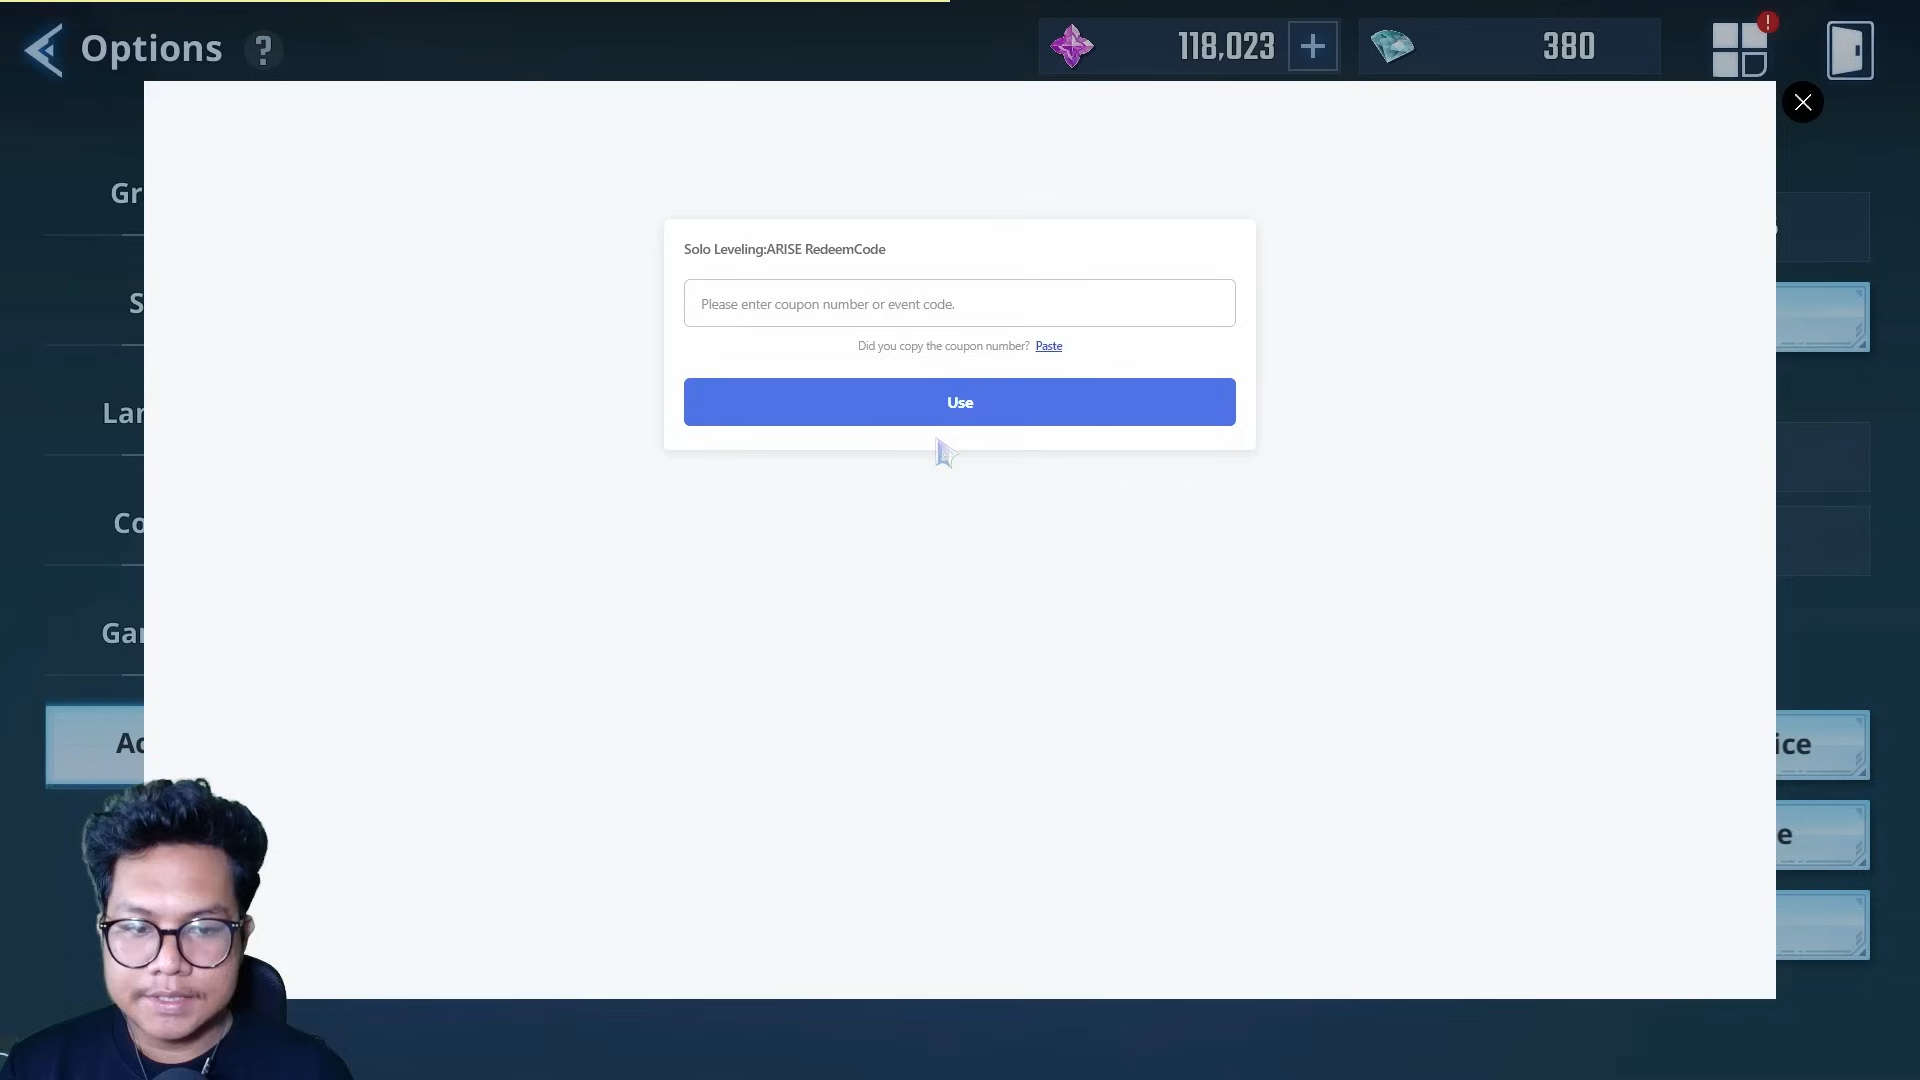 Options ?
118,023
380
!
Gr
S
Solo Leveling:ARISE RedeemCode
Please enter coupon number or event code.
Did you copy the coupon number? Paste
Use
Lar
Co
Gar
Ac
ice
e